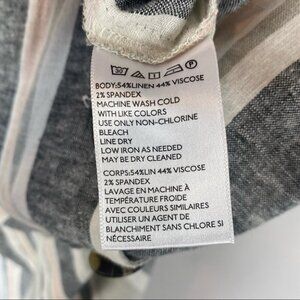 BODY:54%LINEN 44% VISCOSE
2% SPANDEX
MACHINE WASH COLD
WITH LIKE COLORS
USE ONLY NON-CHLORINE
BLEACH
LINE DRY
LOW IRON AS NEEDED
MAY BE DRY CLEANED
CORPS:54%LIN 44% VISCOSE
2% SPANDEX
LAVAGE EN MACHINE À
TEMPÉRATURE FROIDE
AVEC COULEURS SIMILAIRES
UTILISER UN AGENT DE
BLANCHIMENT SANS CHLORE SI
NÉCESSAIRE